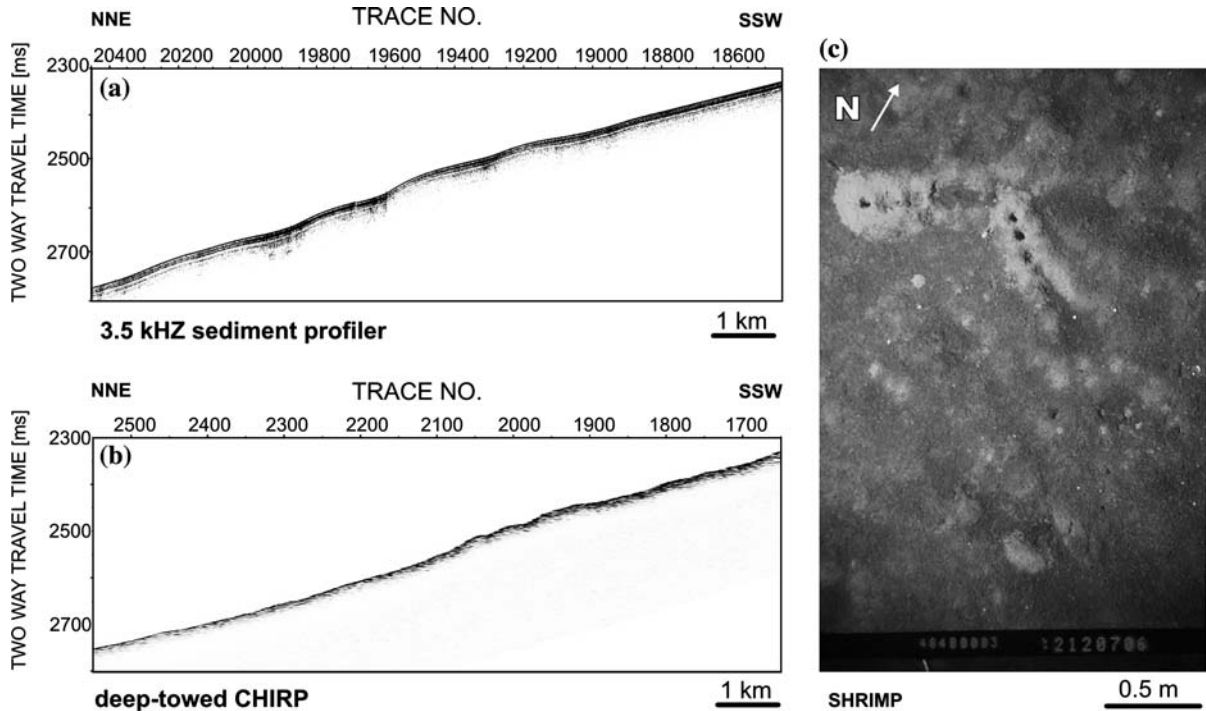 NNE TRACE NO. SSW
20400 20200 20000 19800 19600 19400 19200 19000 18800 18600
TWO WAY TRAVEL TIME [ms]
2300
(a)
2500
2700
3.5 kHZ sediment profiler
1 km
NNE TRACE NO. SSW
2500 2400 2300 2200 2100 2000 1900 1800 1700
TWO WAY TRAVEL TIME [ms]
2300
(b)
2500
2700
deep-towed CHIRP
1 km
(c)
N
:2120706
SHRIMP
0.5 m